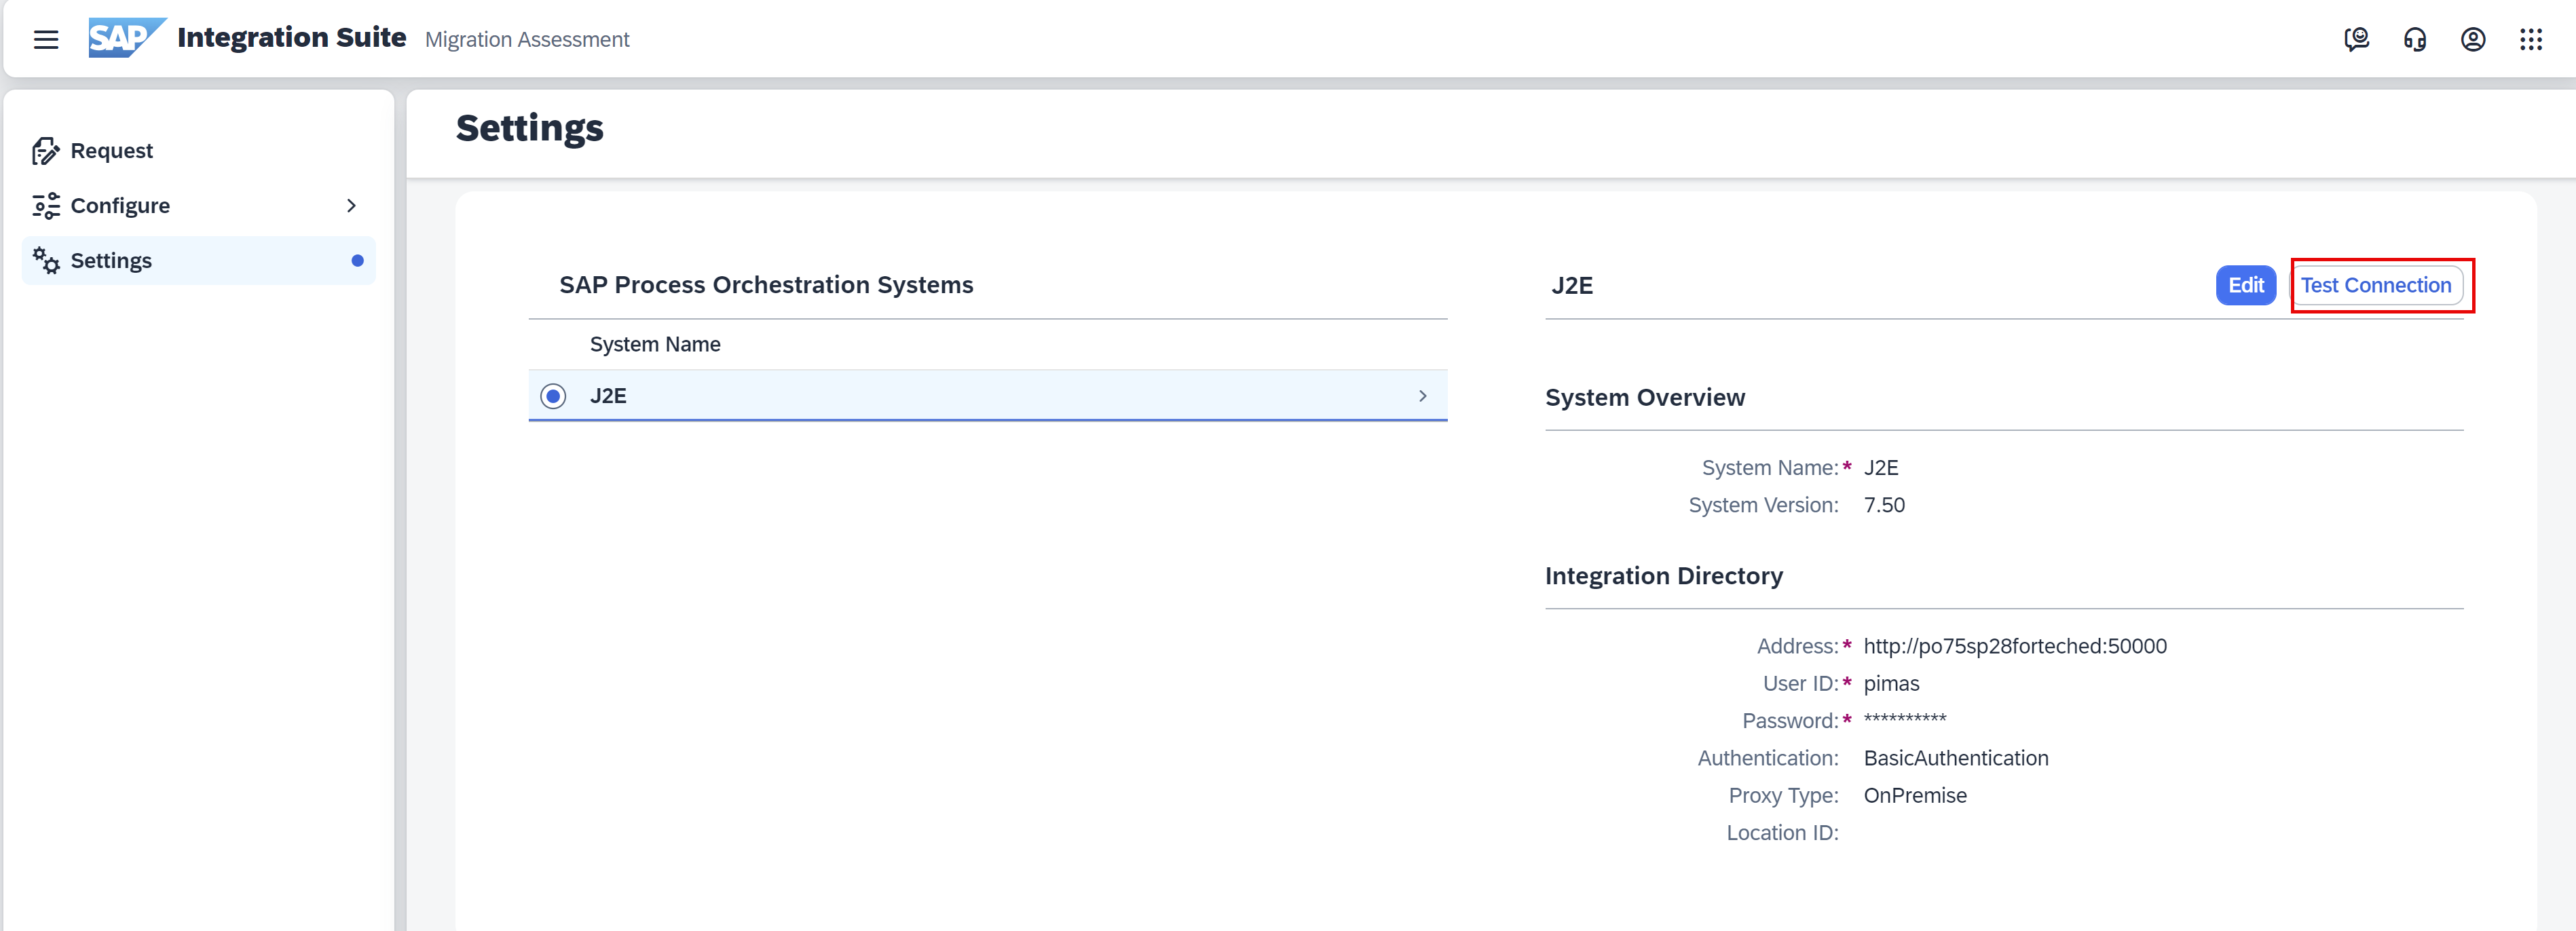 SAP Integration Suite Migration Assessment
Request
Configure
Settings
Settings
SAP Process Orchestration Systems
System Name
J2E
J2E
Edit
Test Connection
System Overview
System Name:* J2E
System Version: 7.50
Integration Directory
Address:* http://po75sp28forteched:50000
User ID:* pimas
Password:* **********
Authentication: BasicAuthentication
Proxy Type: OnPremise
Location ID: